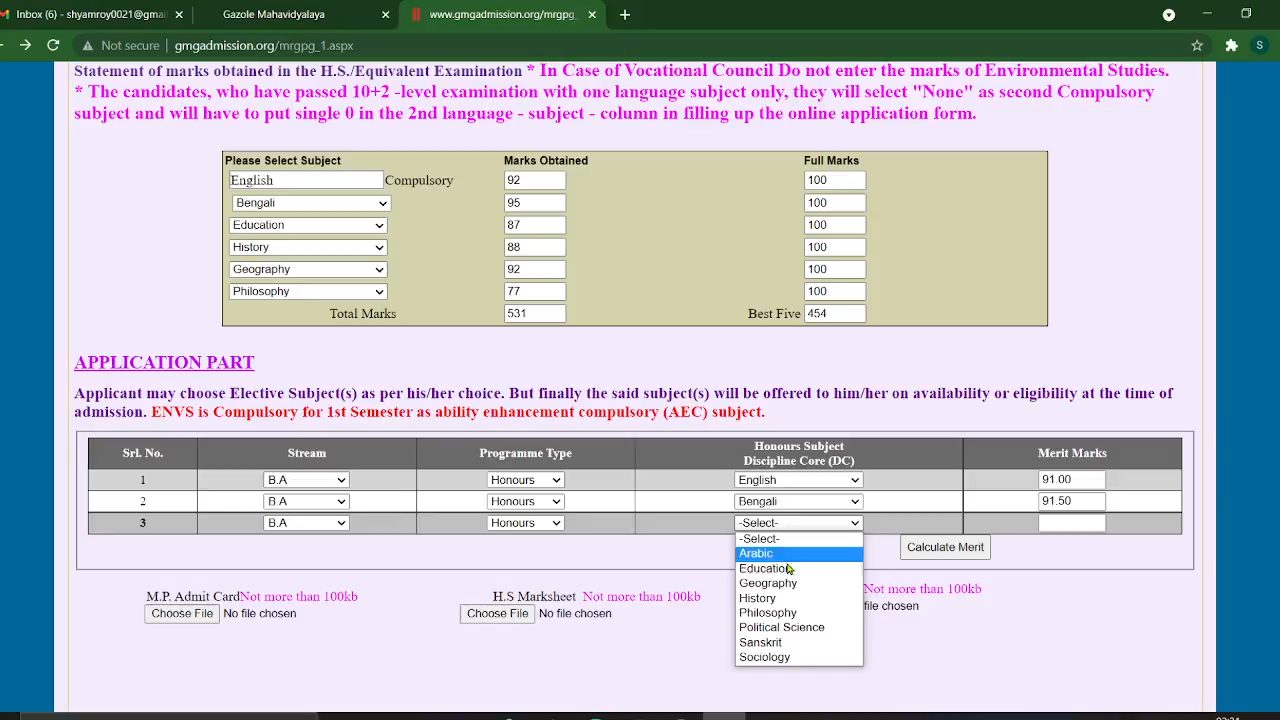 Inbox (6) - shyamroy0021@gmai
Gazole Mahavidyalaya
www.gmgadmission.org/mrgpg_
Not secure
gmgadmission.org/mrgpg_1.aspx
S
Statement of marks obtained in the H.S./Equivalent Examination * In Case of Vocational Council Do not enter the marks of Environmental Studies.
* The candidates, who have passed 10+2 -level examination with one language subject only, they will select "None" as second Compulsory
subject and will have to put single 0 in the 2nd language - subject - column in filling up the online application form.
Please Select Subject Marks Obtained Full Marks
English Compulsory 92 100
Bengali 95 100
Education 87 100
History 88 100
Geography 92 100
Philosophy 77 100
Total Marks 531 Best Five 454
APPLICATION PART
Applicant may choose Elective Subject(s) as per his/her choice. But finally the said subject(s) will be offered to him/her on availability or eligibility at the time of
admission. ENVS is Compulsory for 1st Semester as ability enhancement compulsory (AEC) subject.
Srl. No. Stream Programme Type Honours Subject Discipline Core (DC) Merit Marks
1 B.A Honours English 91.00
2 B.A Honours Bengali 91.50
3 B.A Honours -Select-
-Select-
Arabic
Education
Geography
History
Philosophy
Political Science
Sanskrit
Sociology
Calculate Merit
M.P. Admit Card Not more than 100kb
Choose File No file chosen
H.S Marksheet Not more than 100kb
Choose File No file chosen
Not more than 100kb
file chosen